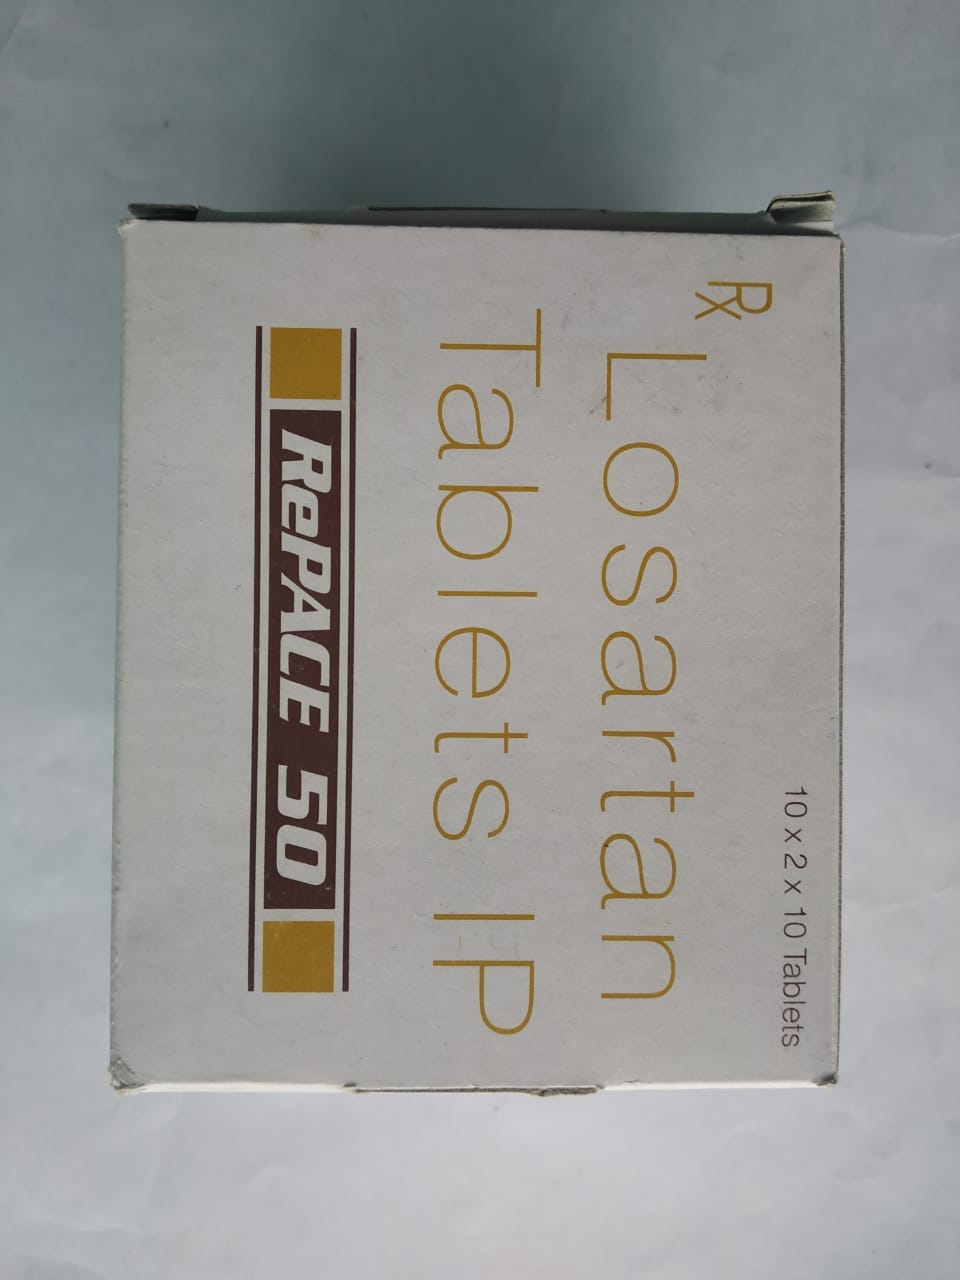 10 x 2 x 10 Tablets
Rx
Losartan
Tablets IP
RePACE 50